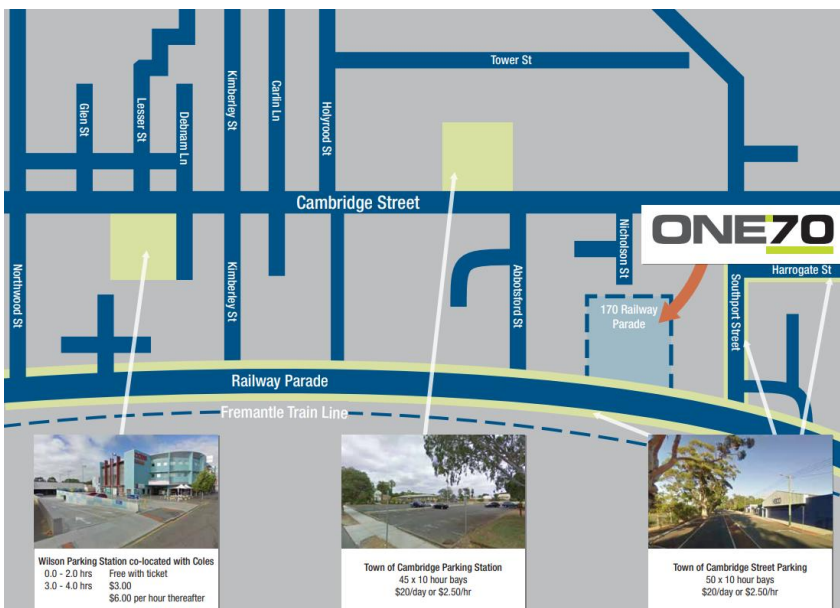 Tower St
Glen St
Lesser St
Debnam Ln
Kimberley St
Carlin Ln
Holyrood St
Cambridge Street
ONE70
Northwood St
Kimberley St
Abbotsford St
Nicholson St
Harrogate St
Southport Street
170 Railway
Parade
Railway Parade
Fremantle Train Line
Wilson Parking Station co-located with Coles
0.0 - 2.0 hrs Free with ticket
3.0 - 4.0 hrs $3.00
$6.00 per hour thereafter
Town of Cambridge Parking Station
45 x 10 hour bays
$20/day or $2.50/hr
Town of Cambridge Street Parking
50 x 10 hour bays
$20/day or $2.50/hr